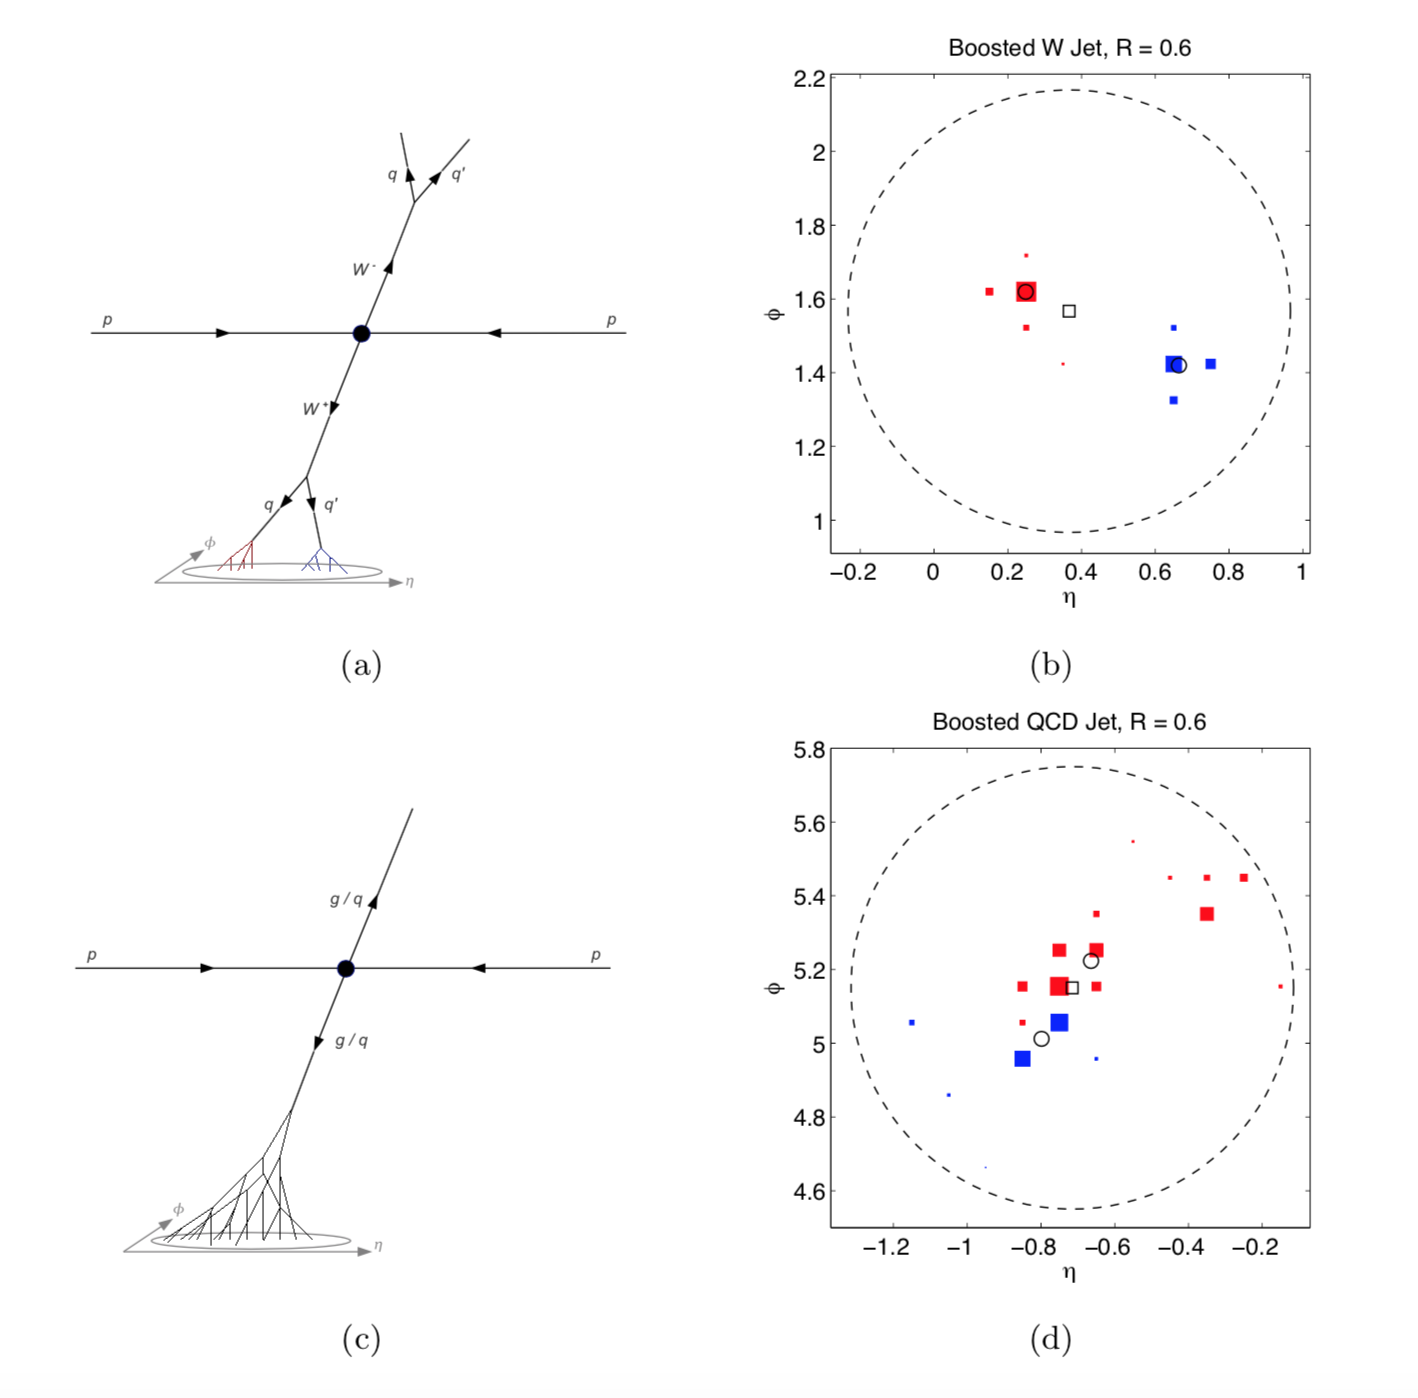 Boosted W Jet, R = 0.6
q
q'
W⁻
p
p
W⁺
q
q'
ϕ
η
2.2
2
1.8
1.6
1.4
1.2
1
ϕ
−0.2 0 0.2 0.4 0.6 0.8 1
η
(a)
(b)
Boosted QCD Jet, R = 0.6
g / q
p
p
g / q
ϕ
η
5.8
5.6
5.4
5.2
5
4.8
4.6
ϕ
−1.2 −1 −0.8 −0.6 −0.4 −0.2
η
(c)
(d)